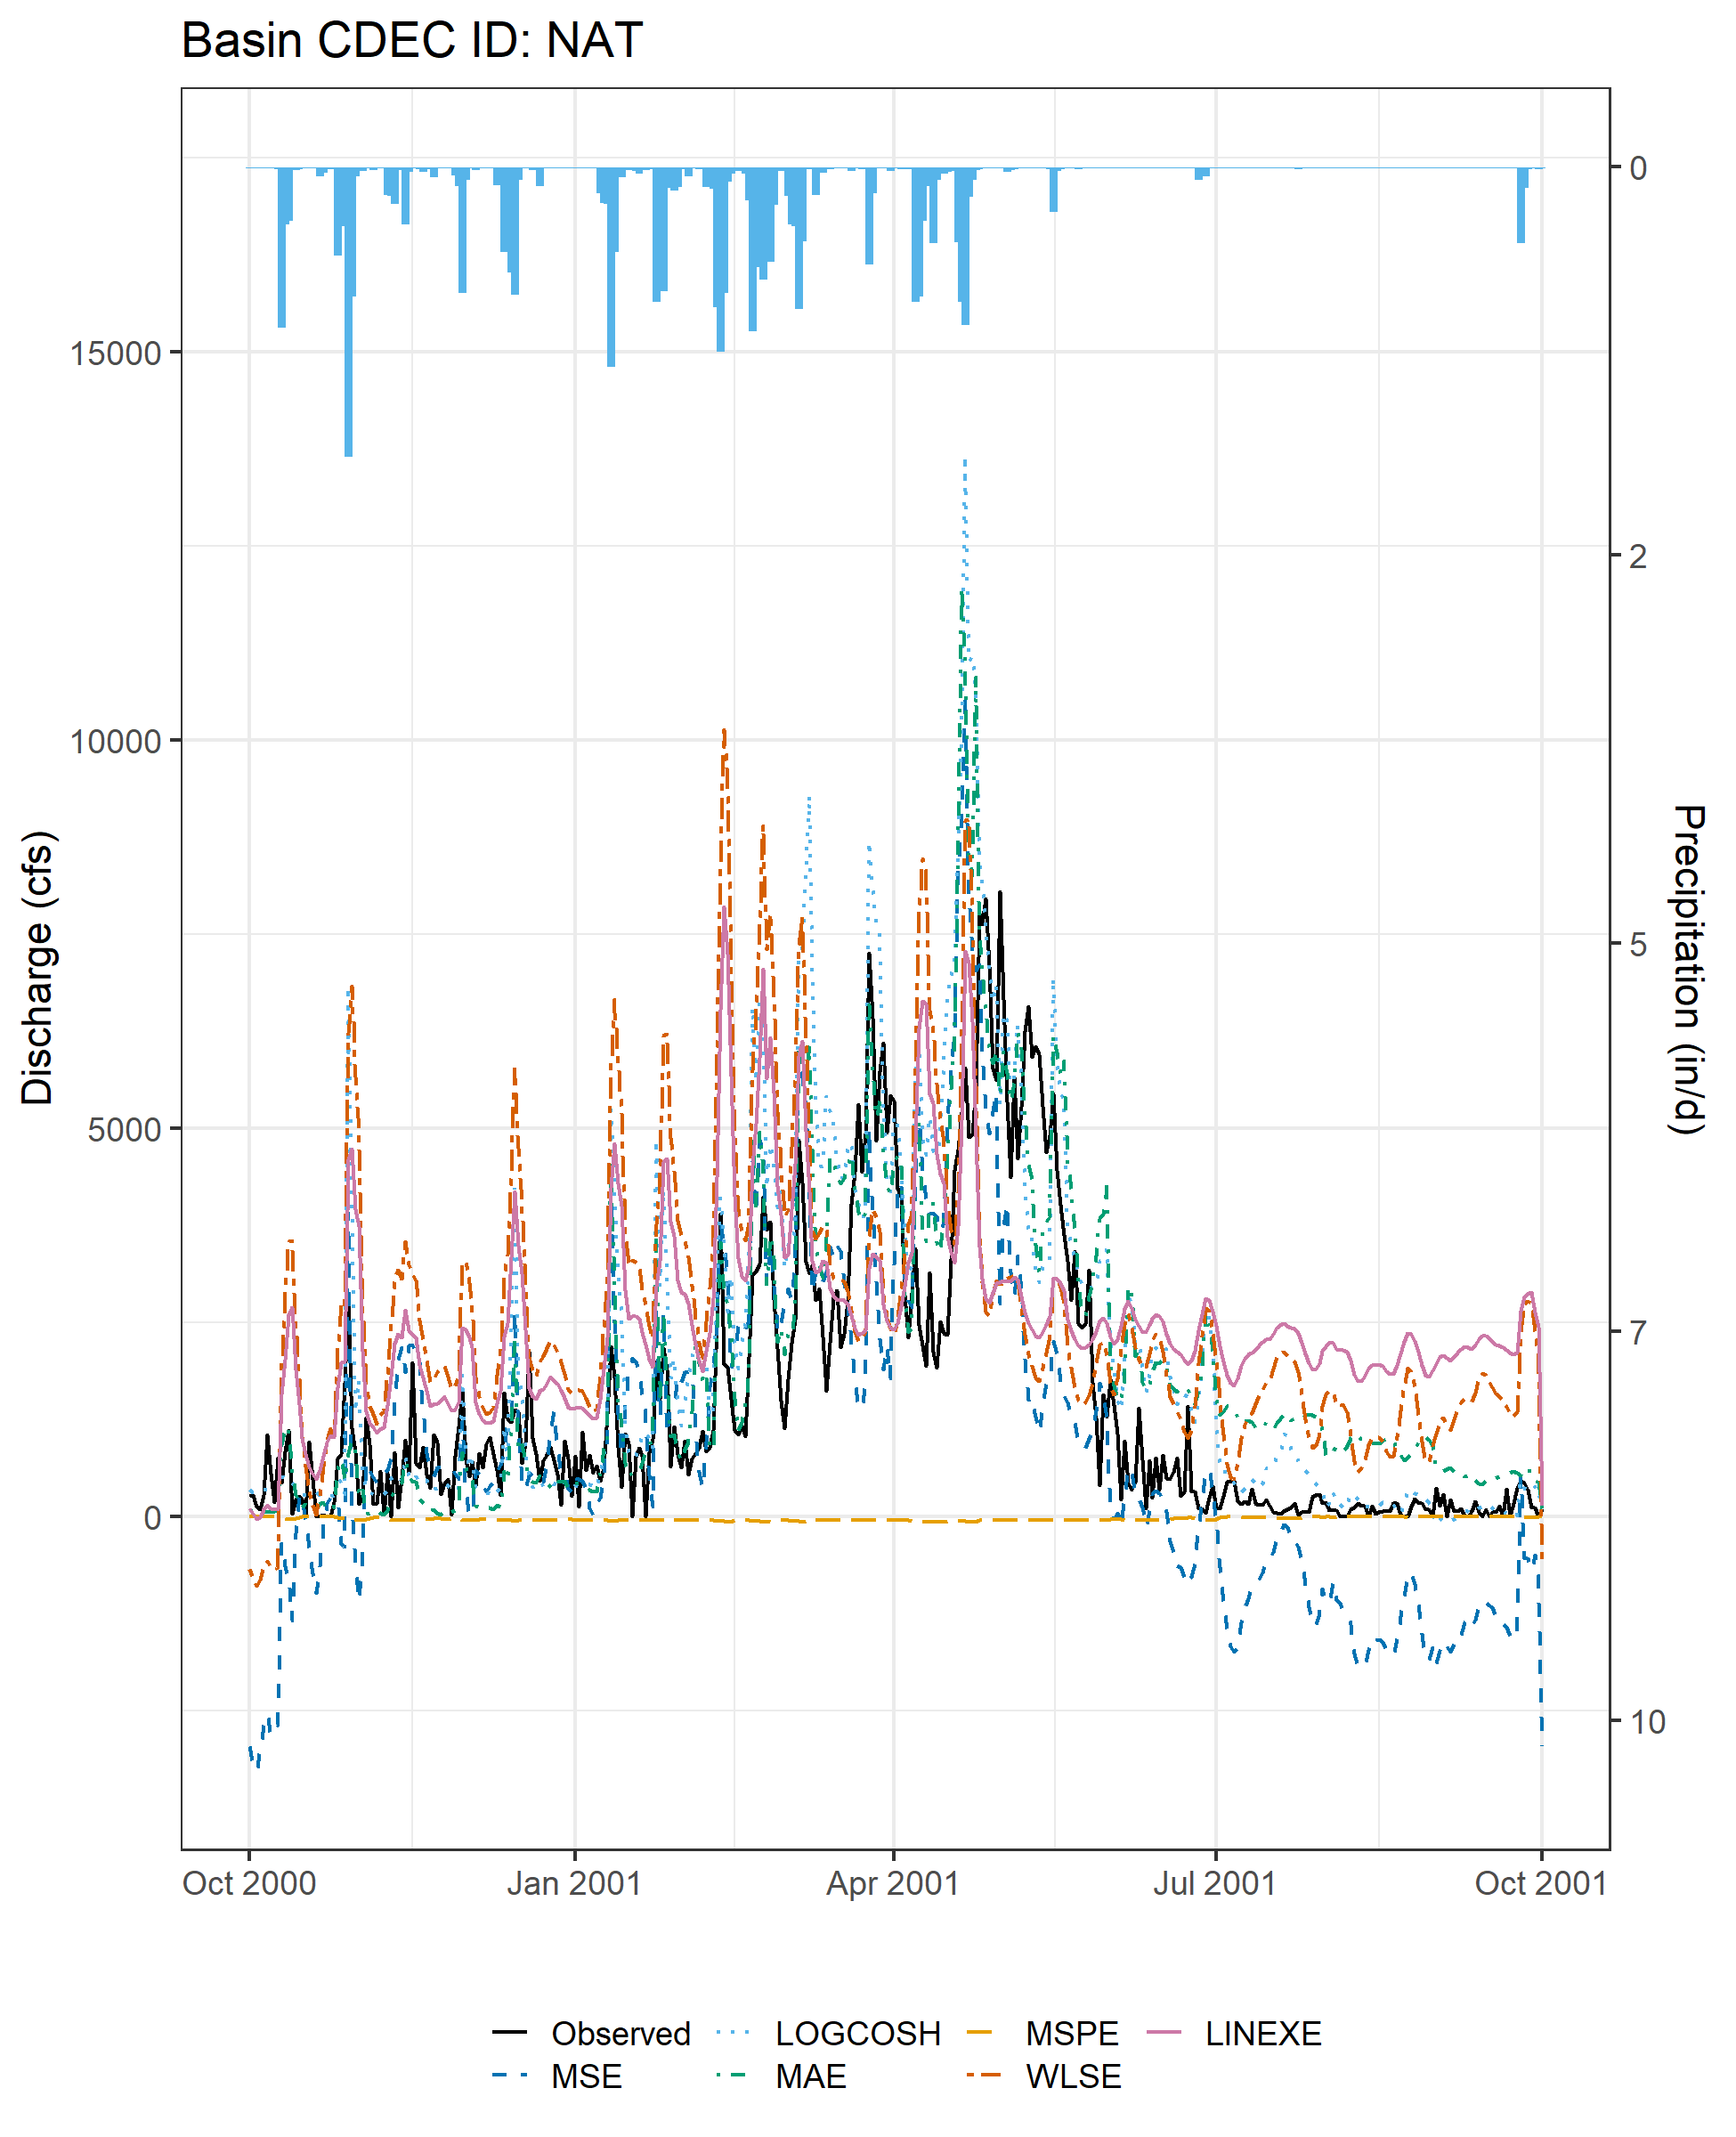 Basin CDEC ID: NAT
0
15000
2
10000
5
5000
7
0
10
Discharge (cfs)
Precipitation (in/d)
Oct 2000 Jan 2001 Apr 2001 Jul 2001 Oct 2001
Observed LOGCOSH MSPE LINEXE
MSE MAE WLSE